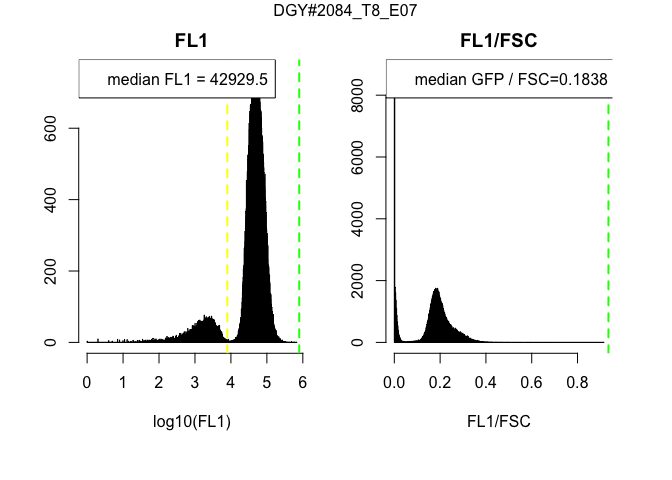 DGY#2084_T8_E07
FL1
median FL1 = 42929.5
0 200 400 600
0 1 2 3 4 5 6
log10(FL1)
FL1/FSC
median GFP / FSC=0.1838
0 2000 4000 6000 8000
0.0 0.2 0.4 0.6 0.8
FL1/FSC